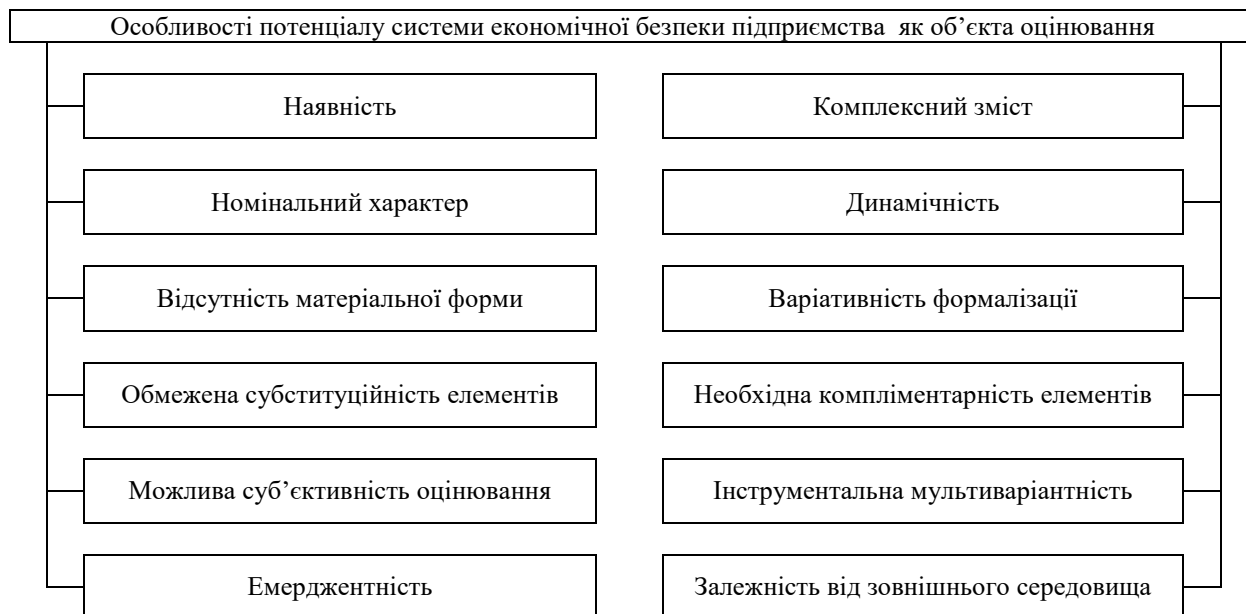 Особливості потенціалу системи економічної безпеки підприємства як об’єкта оцінювання
Наявність
Комплексний зміст
Номінальний характер
Динамічність
Відсутність матеріальної форми
Варіативність формалізації
Обмежена субституційність елементів
Необхідна компліментарність елементів
Можлива суб’єктивність оцінювання
Інструментальна мультиваріантність
Емерджентність
Залежність від зовнішнього середовища